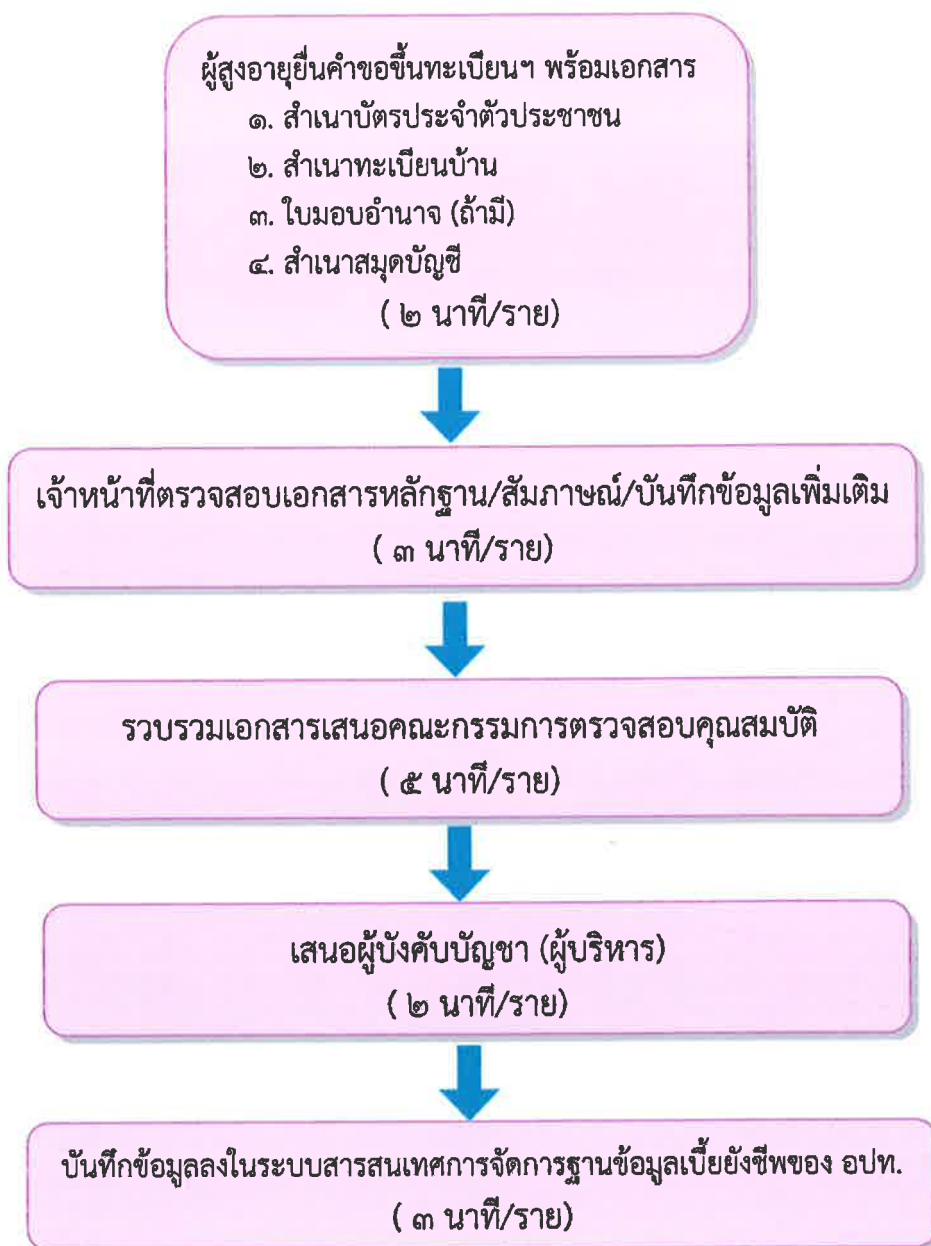 ผู้สูงอายุยื่นคำขอขึ้นทะเบียนฯ พร้อมเอกสาร
๑. สำเนาบัตรประจำตัวประชาชน
๒. สำเนาทะเบียนบ้าน
๓. ใบมอบอำนาจ (ถ้ามี)
๔. สำเนาสมุดบัญชี
( ๒ นาที/ราย)
เจ้าหน้าที่ตรวจสอบเอกสารหลักฐาน/สัมภาษณ์/บันทึกข้อมูลเพิ่มเติม
( ๓ นาที/ราย)
รวบรวมเอกสารเสนอคณะกรรมการตรวจสอบคุณสมบัติ
( ๕ นาที/ราย)
เสนอผู้บังคับบัญชา (ผู้บริหาร)
( ๒ นาที/ราย)
บันทึกข้อมูลลงในระบบสารสนเทศการจัดการฐานข้อมูลเบี้ยยังชีพของ อปท.
( ๓ นาที/ราย)